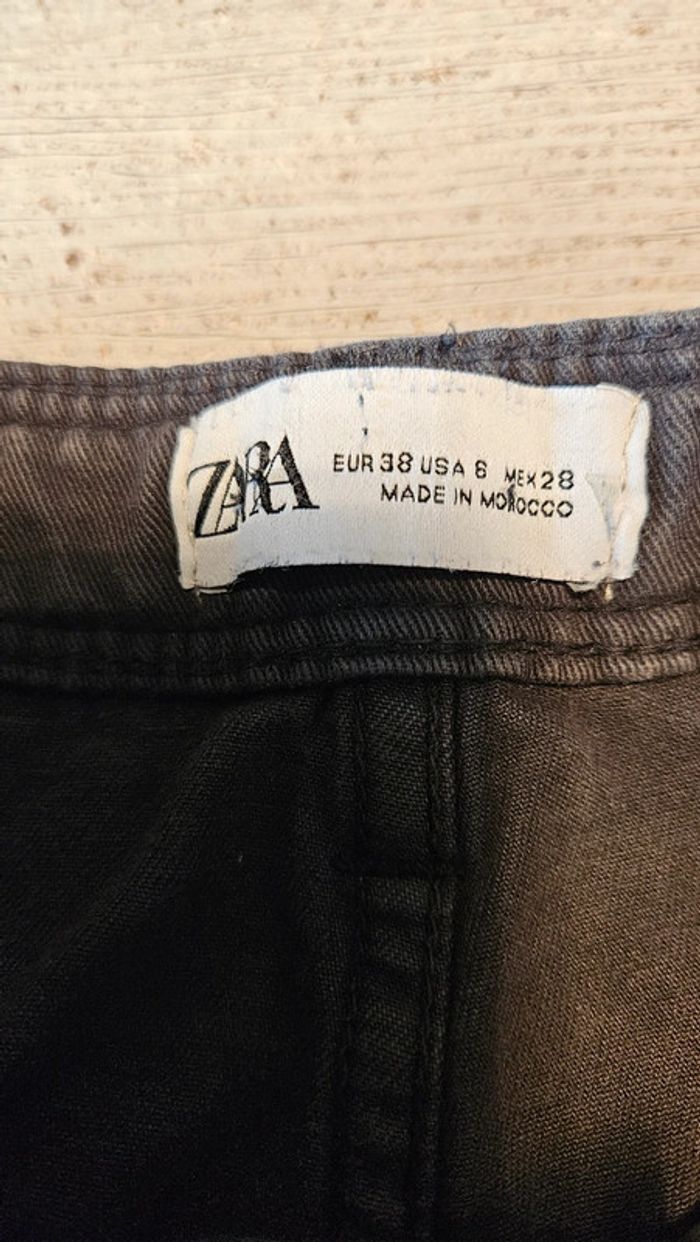 ZARA
EUR 38 USA 6 MEX 28
MADE IN MOROCCO